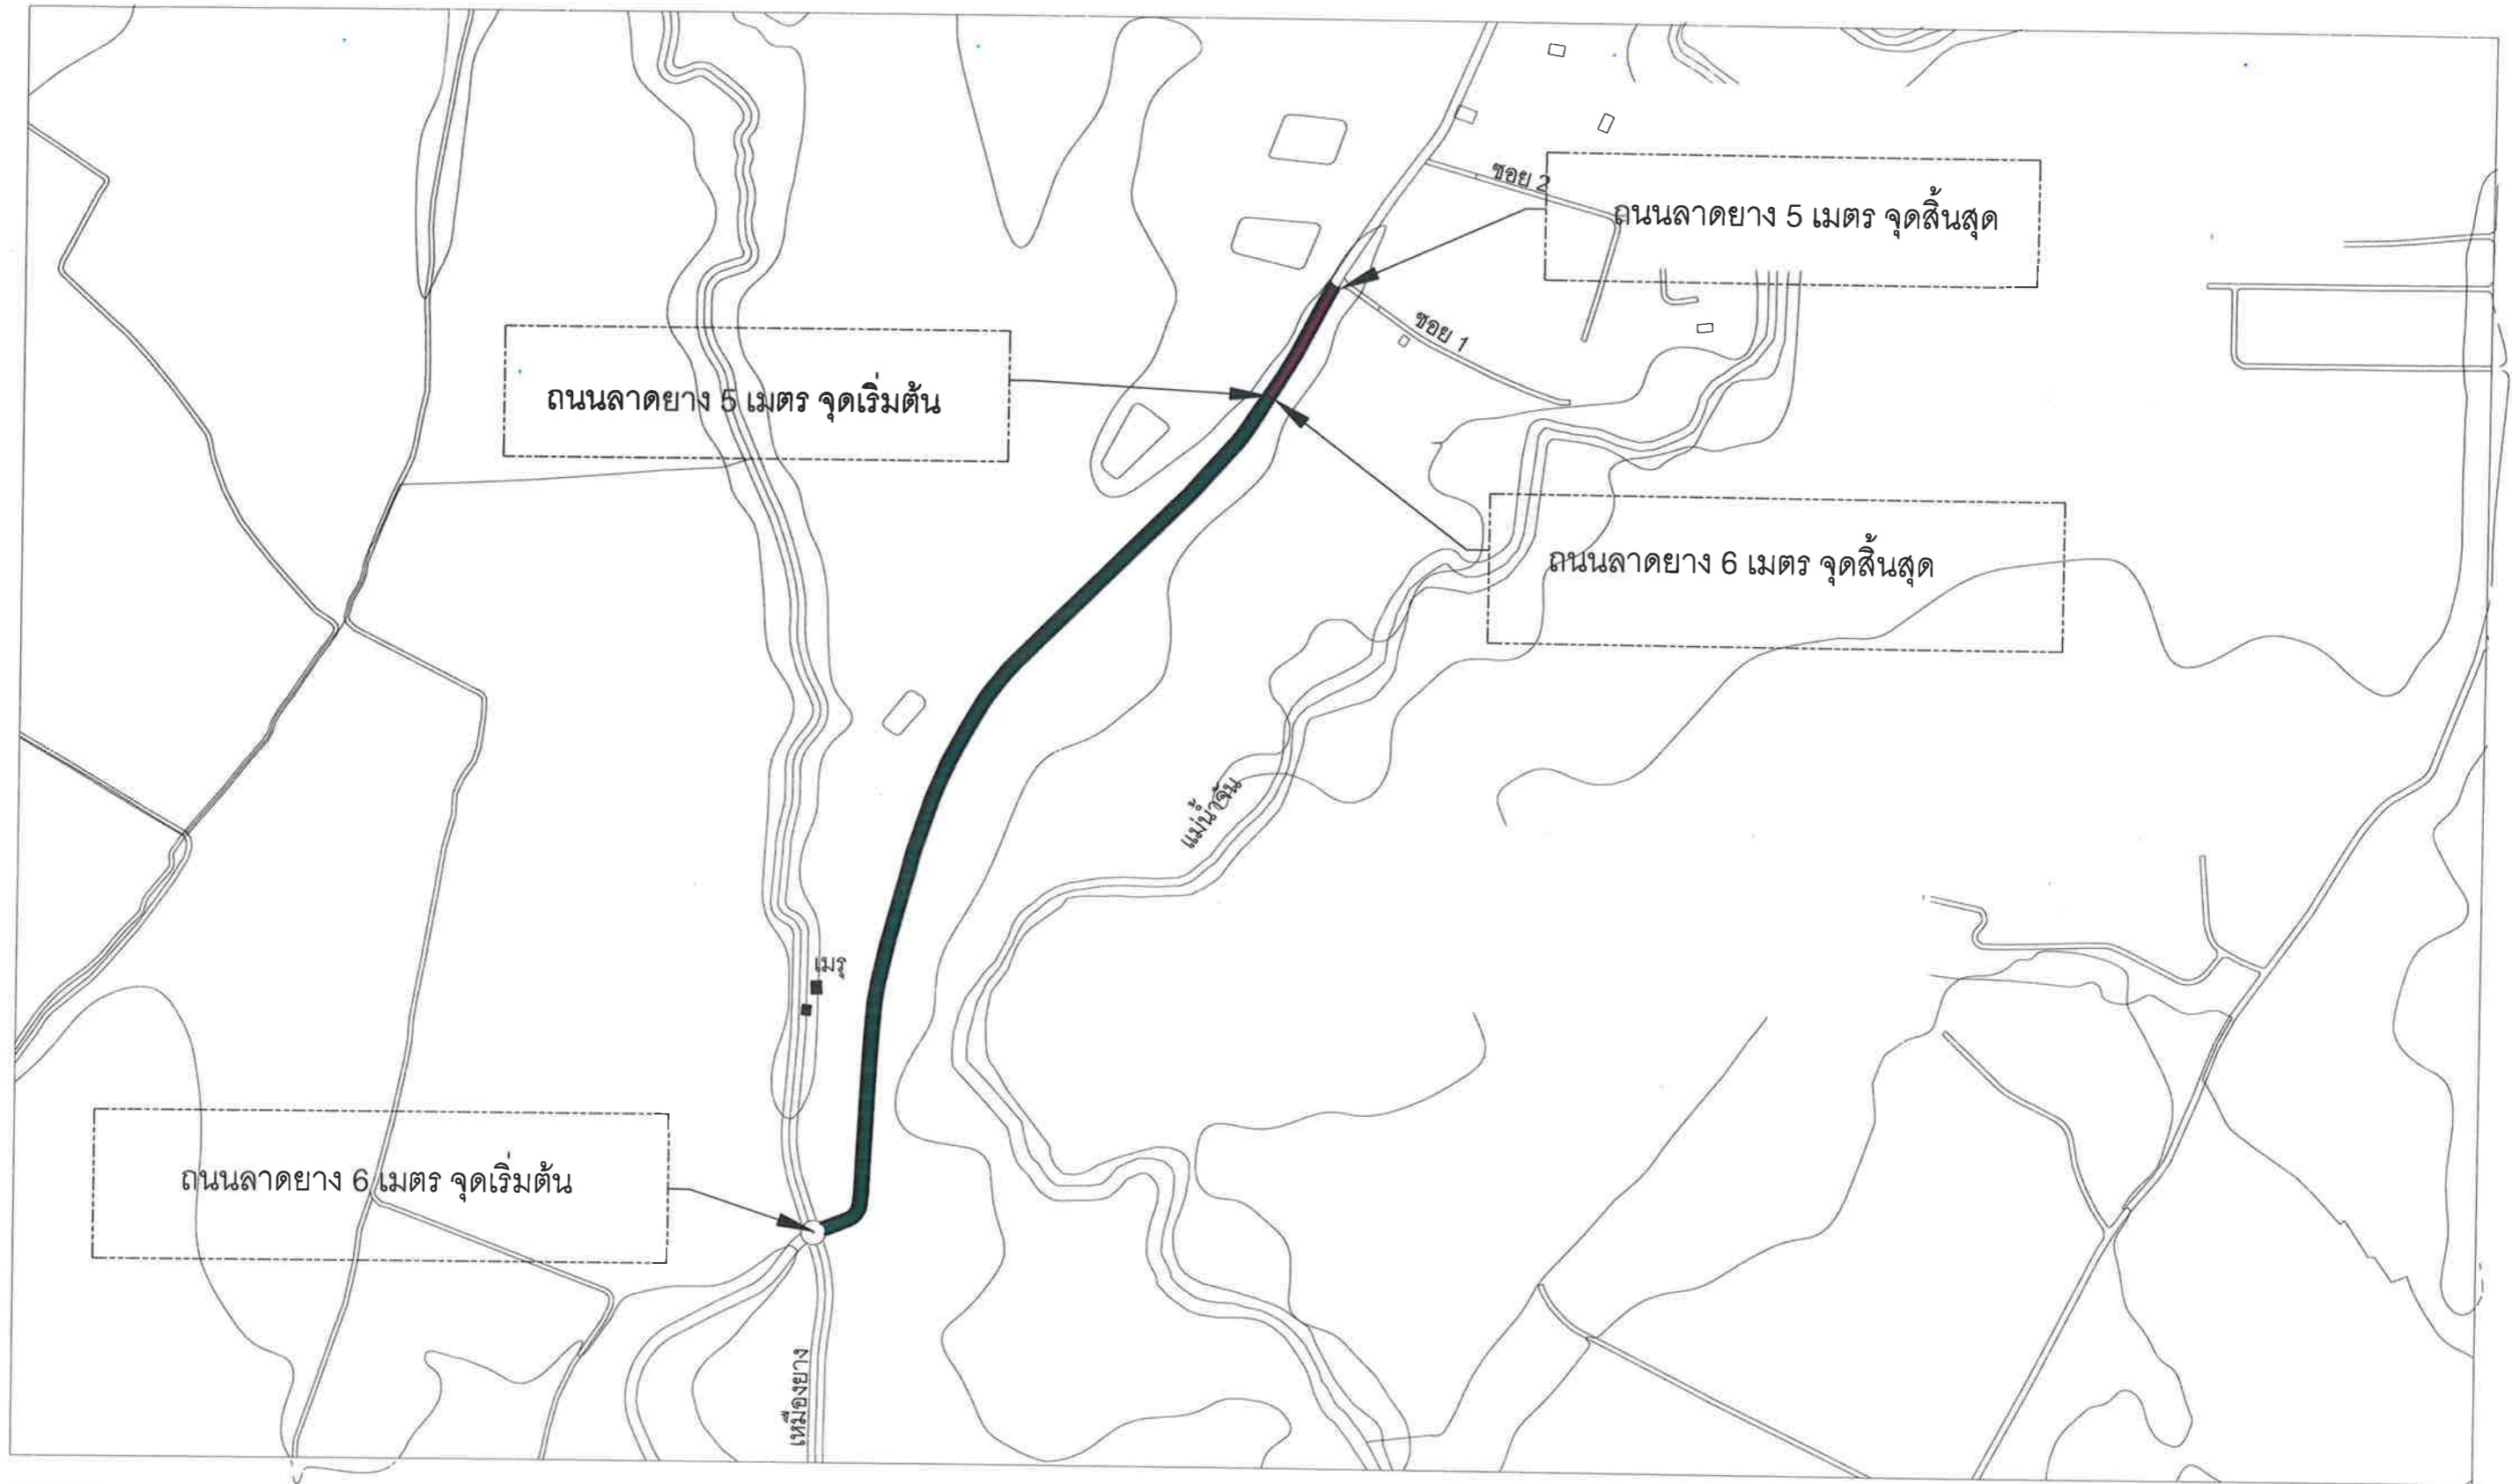 ซอย 2
ถนนลาดยาง 5 เมตร จุดสิ้นสุด
ซอย 1
ถนนลาดยาง 5 เมตร จุดเริ่มต้น
ถนนลาดยาง 6 เมตร จุดสิ้นสุด
แม่น้ำจัน
เมรุ
ถนนลาดยาง 6 เมตร จุดเริ่มต้น
เหมืองยาง